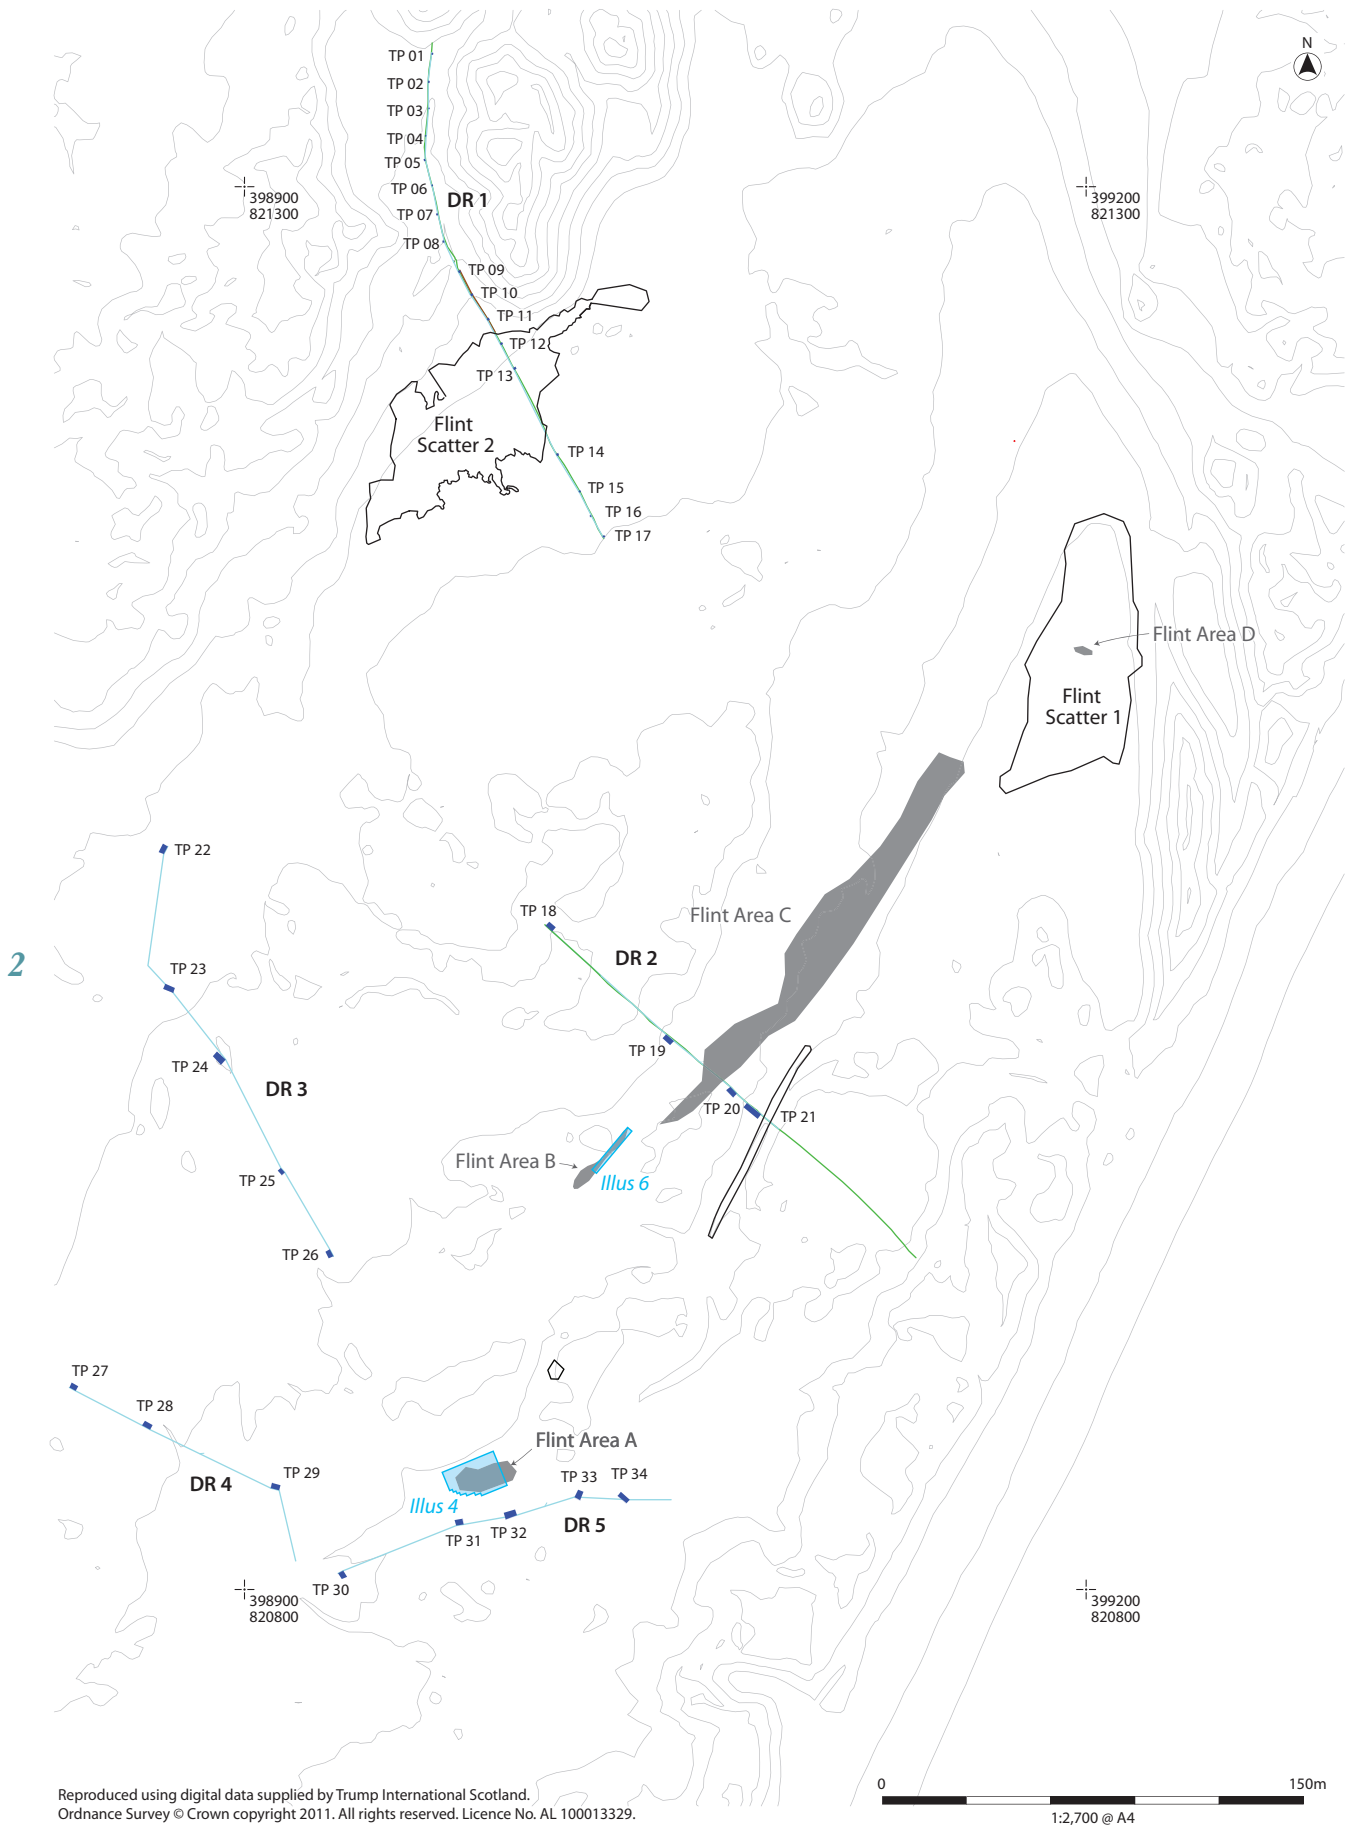 N
TP 01
TP 02
TP 03
TP 04
TP 05
TP 06
DR 1
TP 07
TP 08
TP 09
TP 10
TP 11
TP 12
TP 13
398900
821300
399200
821300
Flint
Scatter 2
TP 14
TP 15
TP 16
TP 17
Flint Area D
Flint
Scatter 1
TP 22
TP 18
Flint Area C
DR 2
2
TP 23
TP 19
TP 24
DR 3
TP 20
TP 21
Flint Area B
Illus 6
TP 25
TP 26
TP 27
TP 28
Flint Area A
TP 29
DR 4
TP 33
TP 34
Illus 4
TP 31
TP 32
DR 5
TP 30
398900
820800
399200
820800
0
150m
1:2,700 @ A4
Reproduced using digital data supplied by Trump International Scotland.
Ordnance Survey © Crown copyright 2011. All rights reserved. Licence No. AL 100013329.